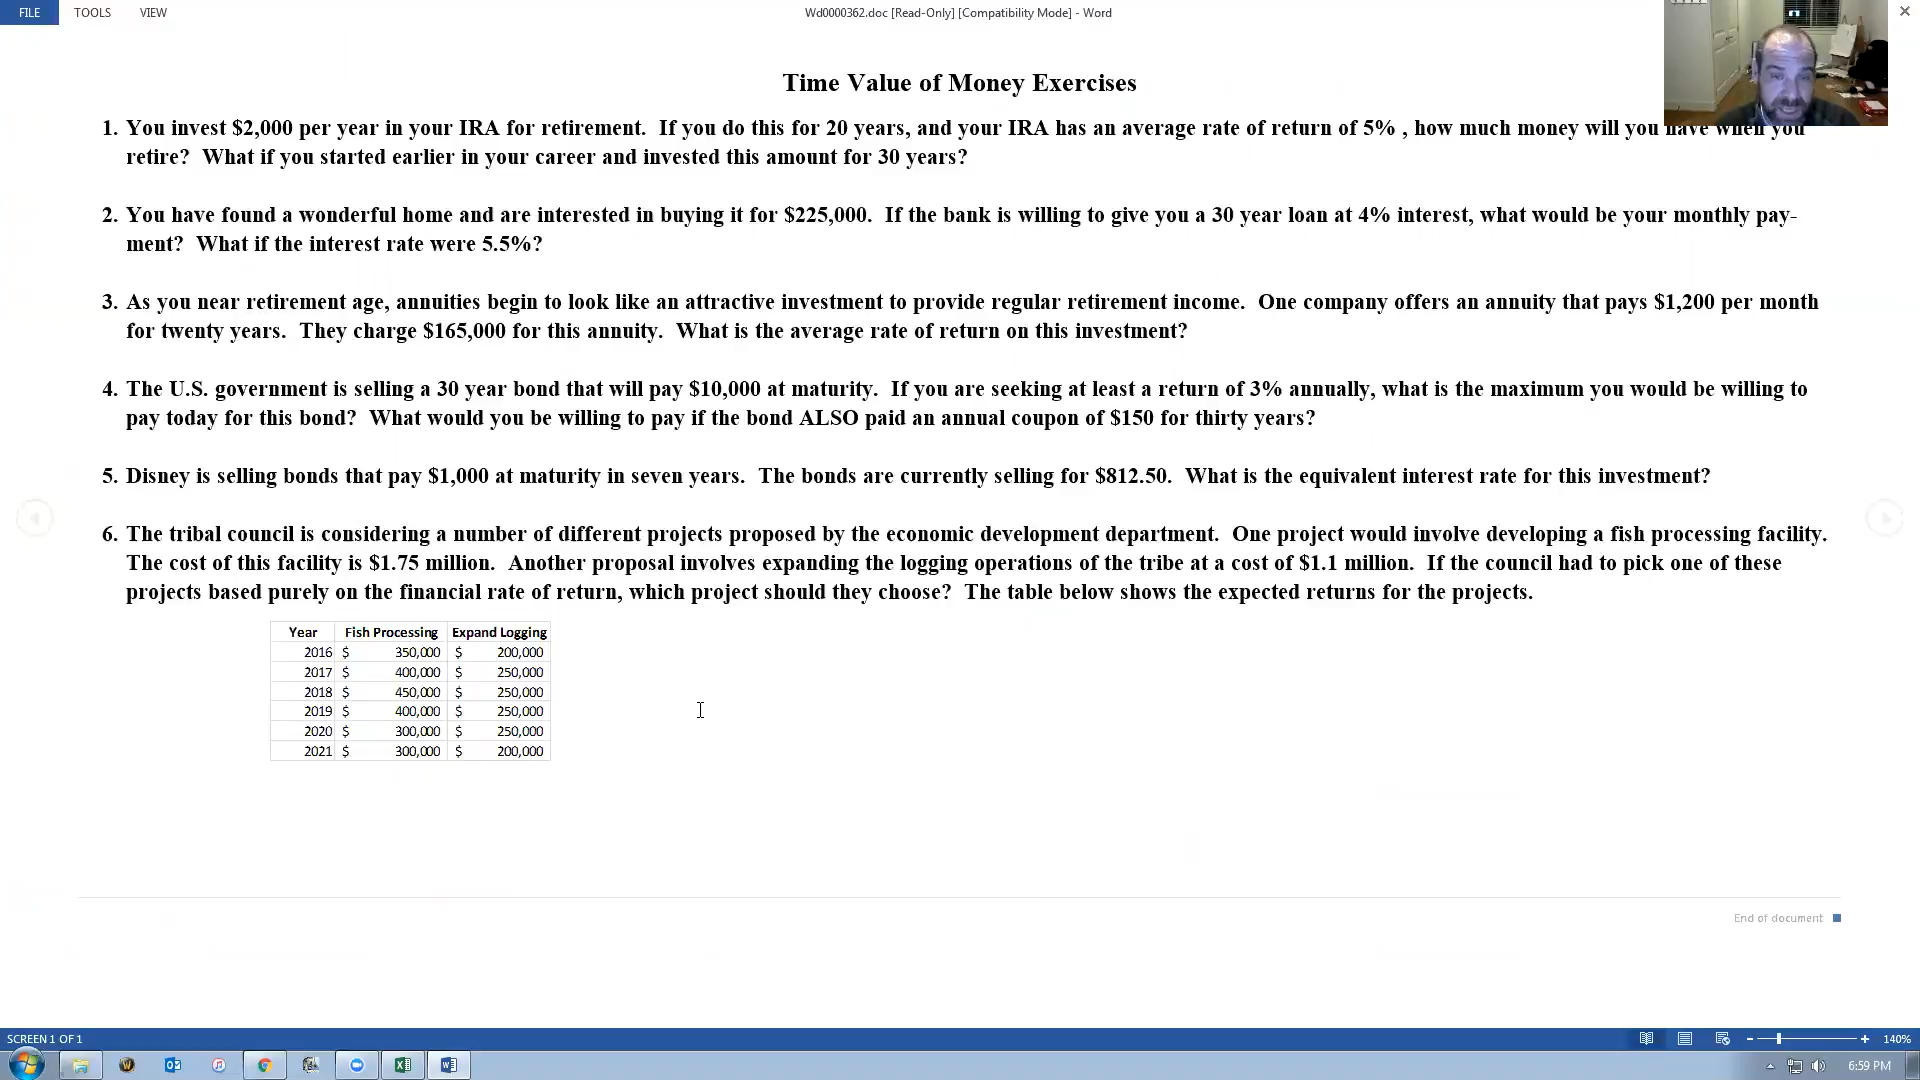 FILE TOOLS VIEW Wd0000362.doc [Read-Only] [Compatibility Mode] - Word
Time Value of Money Exercises
1. You invest $2,000 per year in your IRA for retirement. If you do this for 20 years, and your IRA has an average rate of return of 5% , how much money will you have when you
retire? What if you started earlier in your career and invested this amount for 30 years?
2. You have found a wonderful home and are interested in buying it for $225,000. If the bank is willing to give you a 30 year loan at 4% interest, what would be your monthly pay-
ment? What if the interest rate were 5.5%?
3. As you near retirement age, annuities begin to look like an attractive investment to provide regular retirement income. One company offers an annuity that pays $1,200 per month
for twenty years. They charge $165,000 for this annuity. What is the average rate of return on this investment?
4. The U.S. government is selling a 30 year bond that will pay $10,000 at maturity. If you are seeking at least a return of 3% annually, what is the maximum you would be willing to
pay today for this bond? What would you be willing to pay if the bond ALSO paid an annual coupon of $150 for thirty years?
5. Disney is selling bonds that pay $1,000 at maturity in seven years. The bonds are currently selling for $812.50. What is the equivalent interest rate for this investment?
6. The tribal council is considering a number of different projects proposed by the economic development department. One project would involve developing a fish processing facility.
The cost of this facility is $1.75 million. Another proposal involves expanding the logging operations of the tribe at a cost of $1.1 million. If the council had to pick one of these
projects based purely on the financial rate of return, which project should they choose? The table below shows the expected returns for the projects.
Year Fish Processing Expand Logging
2016 $ 350,000 $ 200,000
2017 $ 400,000 $ 250,000
2018 $ 450,000 $ 250,000
2019 $ 400,000 $ 250,000
2020 $ 300,000 $ 250,000
2021 $ 300,000 $ 200,000
End of document
SCREEN 1 OF 1 140%
6:59 PM